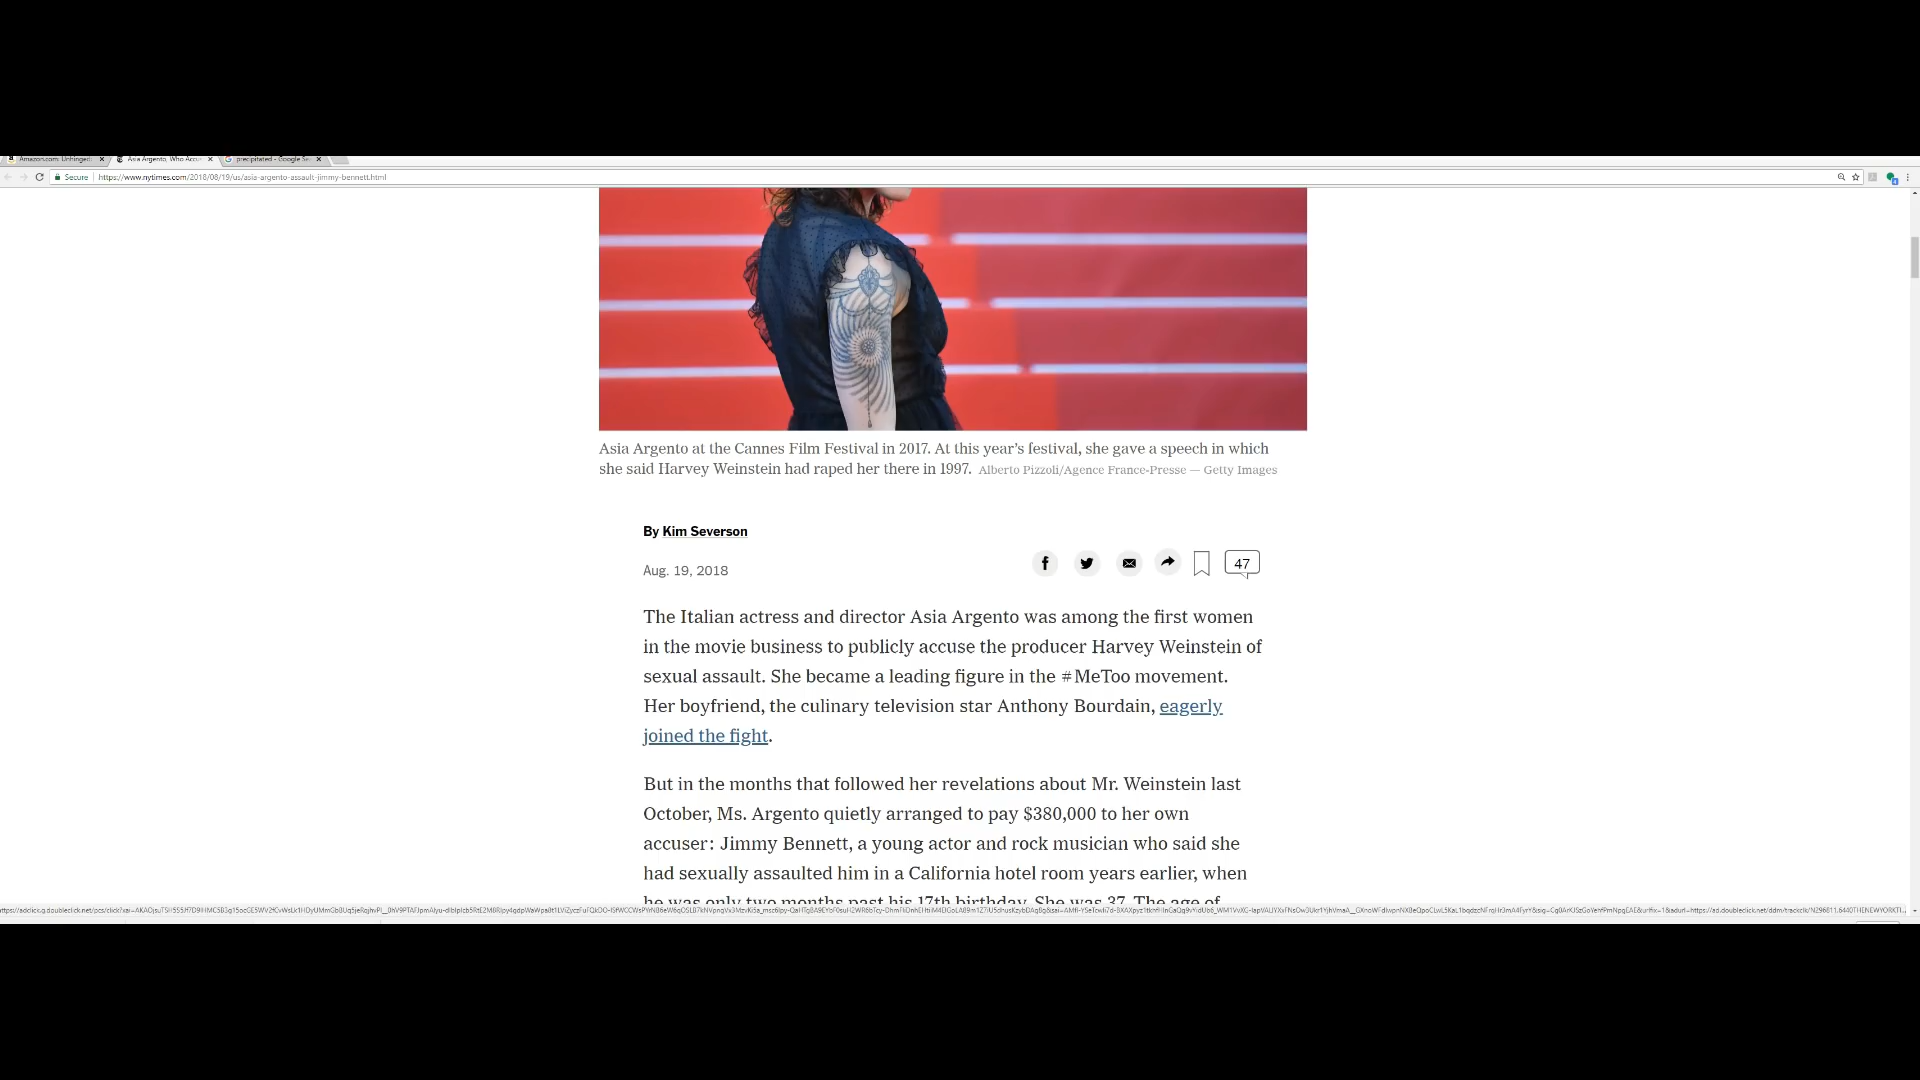 Amazon.com: Unhinged:
Asia Argento, Who Accu
precipitated - Google Se
Secure
https://www.nytimes.com/2018/08/19/us/asia-argento-assault-jimmy-bennett.html
Asia Argento at the Cannes Film Festival in 2017. At this year’s festival, she gave a speech in which
she said Harvey Weinstein had raped her there in 1997. Alberto Pizzoli/Agence France-Presse — Getty Images
By Kim Severson
Aug. 19, 2018
47
The Italian actress and director Asia Argento was among the first women
in the movie business to publicly accuse the producer Harvey Weinstein of
sexual assault. She became a leading figure in the #MeToo movement.
Her boyfriend, the culinary television star Anthony Bourdain, eagerly
joined the fight.
But in the months that followed her revelations about Mr. Weinstein last
October, Ms. Argento quietly arranged to pay $380,000 to her own
accuser: Jimmy Bennett, a young actor and rock musician who said she
had sexually assaulted him in a California hotel room years earlier, when
he was only two months past his 17th birthday. She was 37. The age of